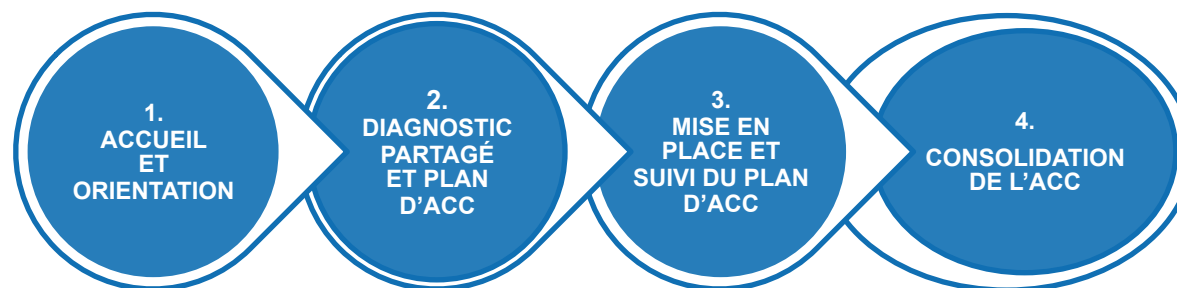 1.
ACCUEIL
ET
ORIENTATION
2.
DIAGNOSTIC
PARTAGÉ
ET PLAN
D’ACC
3.
MISE EN
PLACE ET
SUIVI DU PLAN
D’ACC
4.
CONSOLIDATION
DE L’ACC